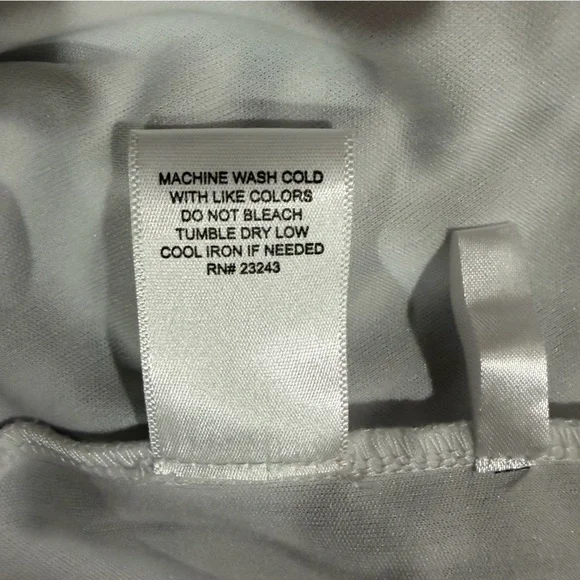 MACHINE WASH COLD
WITH LIKE COLORS
DO NOT BLEACH
TUMBLE DRY LOW
COOL IRON IF NEEDED
RN# 23243